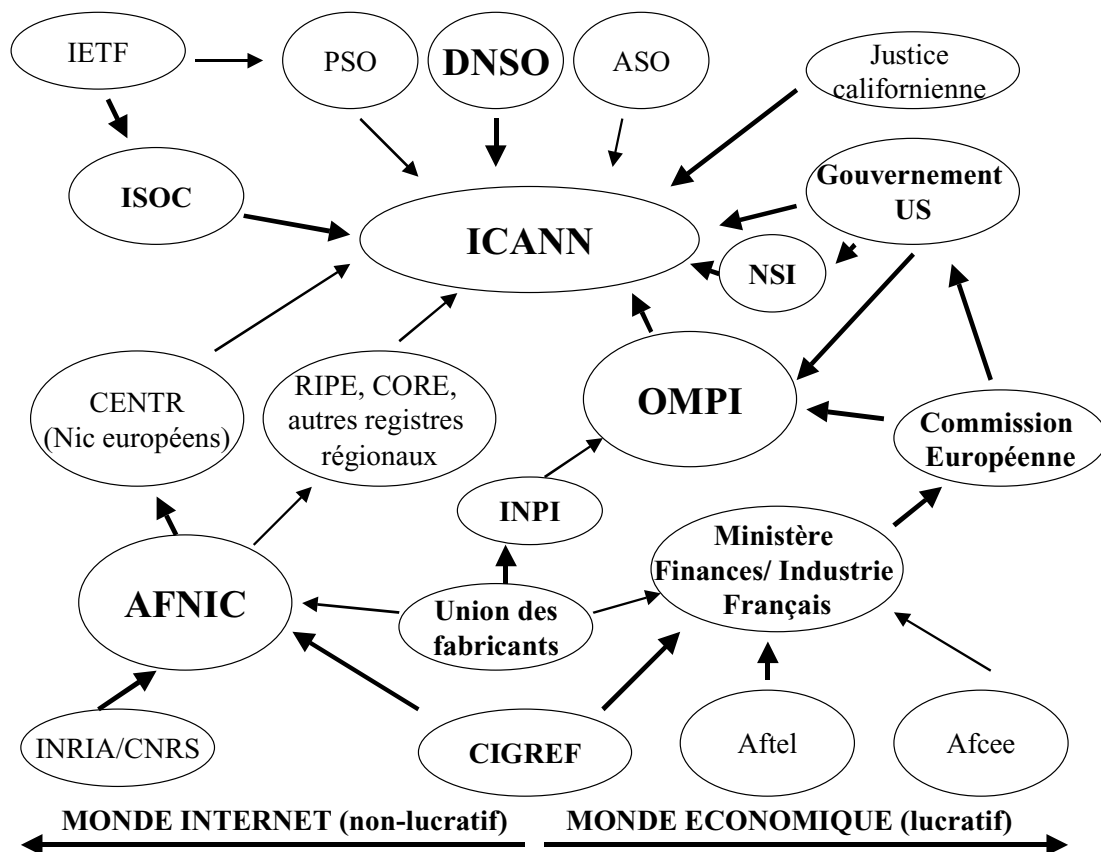 IETF
PSO
DNSO
ASO
Justice
californienne
ISOC
Gouvernement
US
ICANN
NSI
CENTR
(Nic européens)
RIPE, CORE,
autres registres
régionaux
OMPI
Commission
Européenne
INPI
Ministère
Finances/ Industrie
Français
AFNIC
Union des
fabricants
INRIA/CNRS
CIGREF
Aftel
Afcee
MONDE INTERNET (non-lucratif)
MONDE ECONOMIQUE (lucratif)